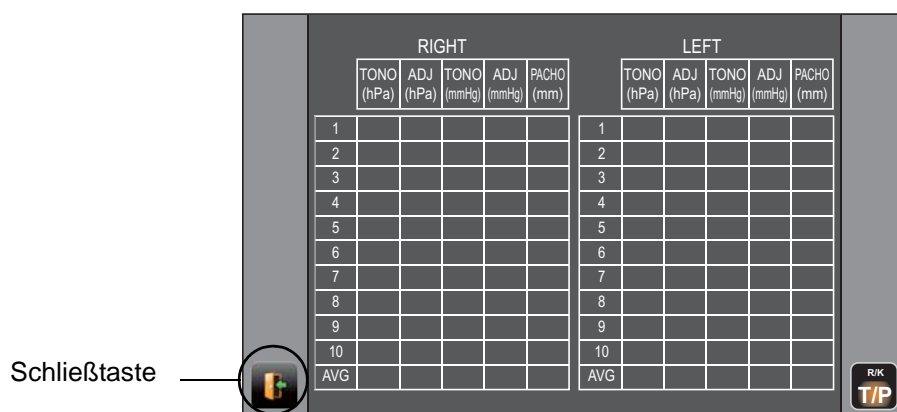 RIGHT LEFT
TONO (hPa) ADJ (hPa) TONO (mmHg) ADJ (mmHg) PACHO (mm) TONO (hPa) ADJ (hPa) TONO (mmHg) ADJ (mmHg) PACHO (mm)
1 1
2 2
3 3
4 4
5 5
6 6
7 7
8 8
9 9
10 10
AVG AVG
Schließtaste
R/K
T/P